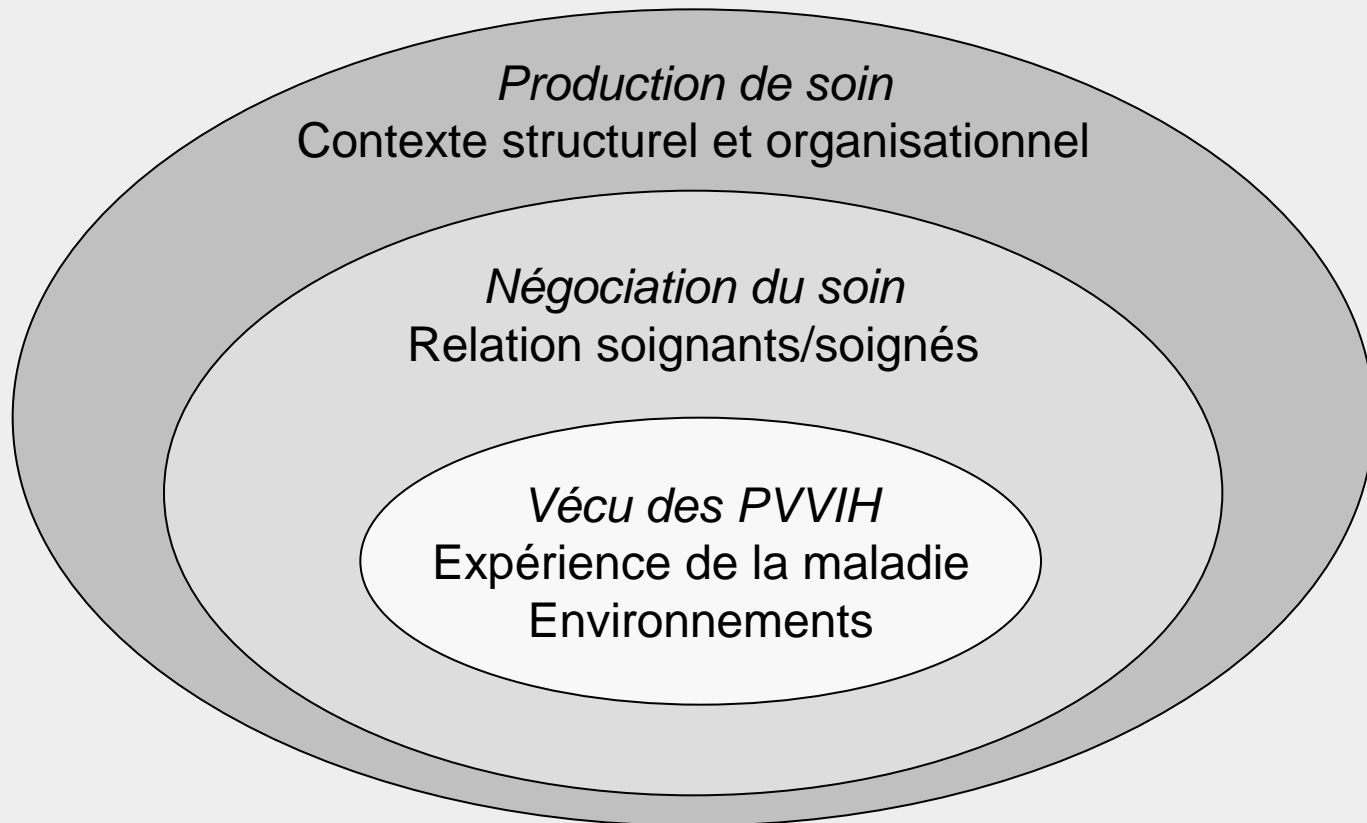 Production de soin
Contexte structurel et organisationnel
Négociation du soin
Relation soignants/soignés
Vécu des PVVIH
Expérience de la maladie
Environnements